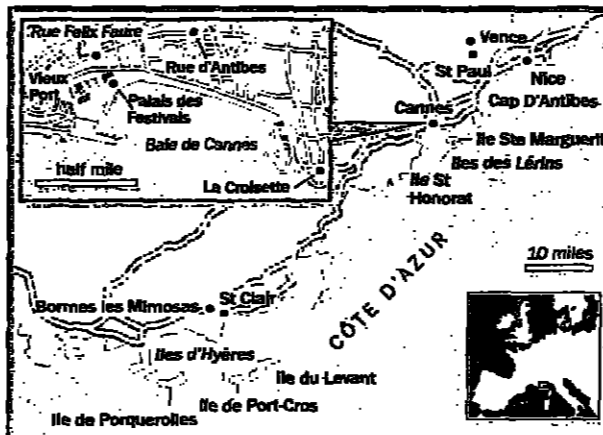 Rue Felix Faure
Vieux
Port
Rue d'Antibes
Palais des
Festivals
Baie de Cannes
half mile
La Croisette
Vence
St Paul
Nice
Cannes
Cap D'Antibes
Ile Ste Marguerit
Iles des Lérins
Ile St
Honorat
CÔTE D'AZUR
10 miles
Bormes les Mimosas
St Clair
Iles d'Hyères
Ile du Levant
Ile de Port-Cros
Ile de Porquerolles